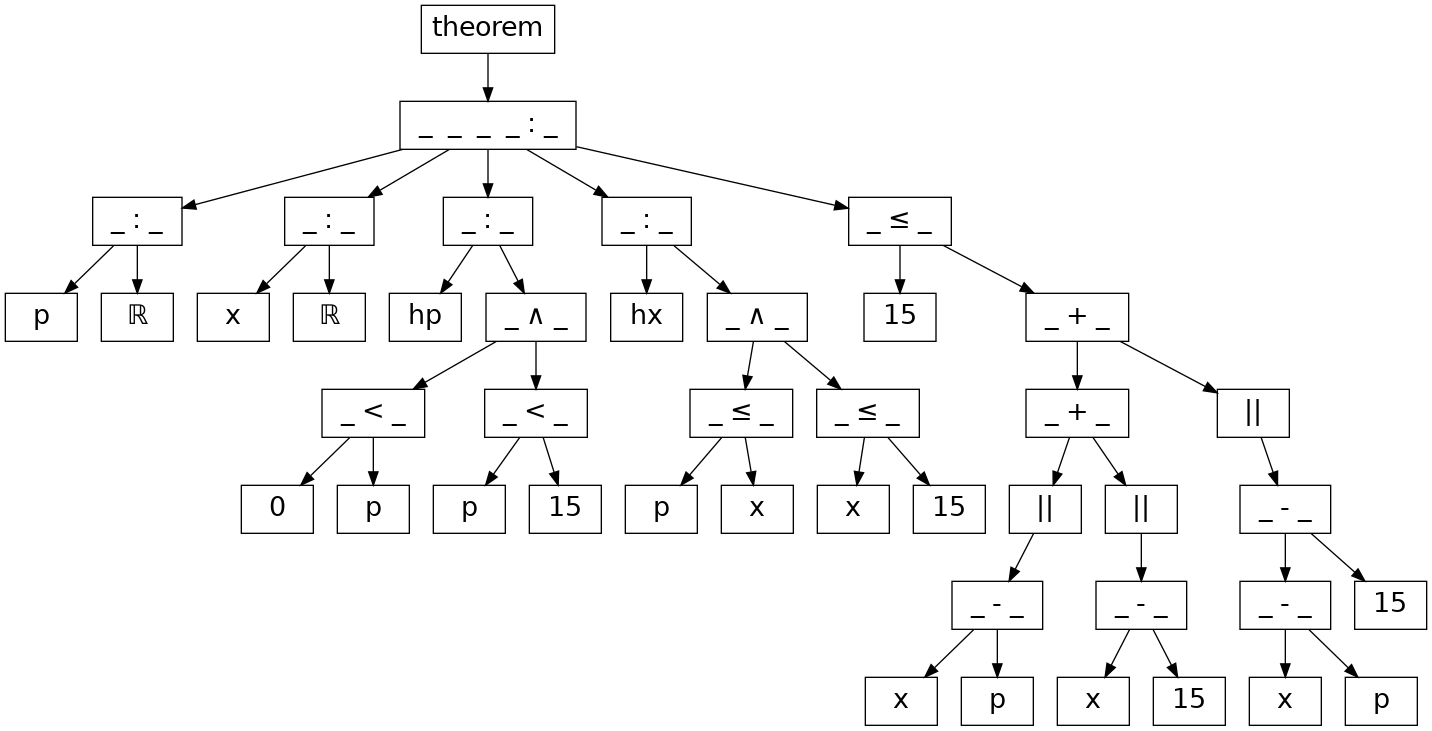 theorem
_ _ _ _ : _
_ : _ _ : _ _ : _ _ : _ _ ≤ _
p ℝ x ℝ hp _ ∧ _ hx _ ∧ _ 15 _ + _
_ < _ _ < _ _ ≤ _ _ ≤ _ _ + _ ||
0 p p 15 p x x 15 || || _ - _
_ - _ _ - _ _ - _ 15
x p x 15 x p